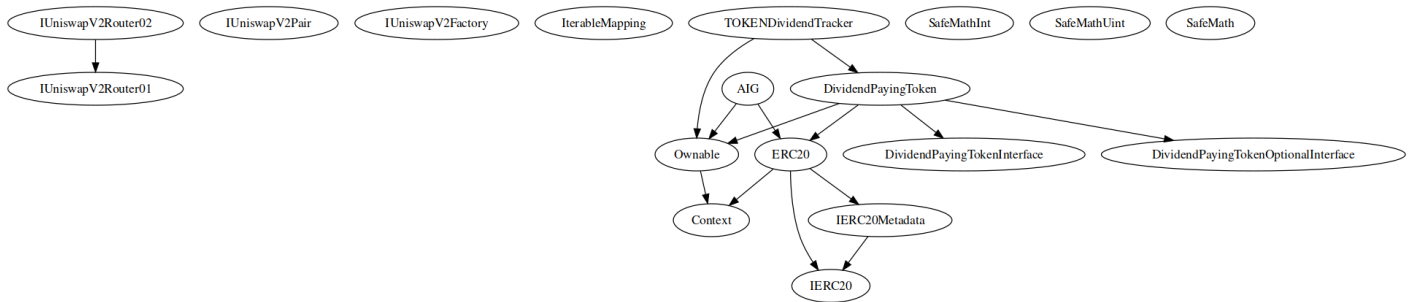 IUniswapV2Router02
IUniswapV2Pair
IUniswapV2Factory
IterableMapping
TOKENDividendTracker
SafeMathInt
SafeMathUint
SafeMath
IUniswapV2Router01
AIG
DividendPayingToken
Ownable
ERC20
DividendPayingTokenInterface
DividendPayingTokenOptionalInterface
Context
IERC20Metadata
IERC20